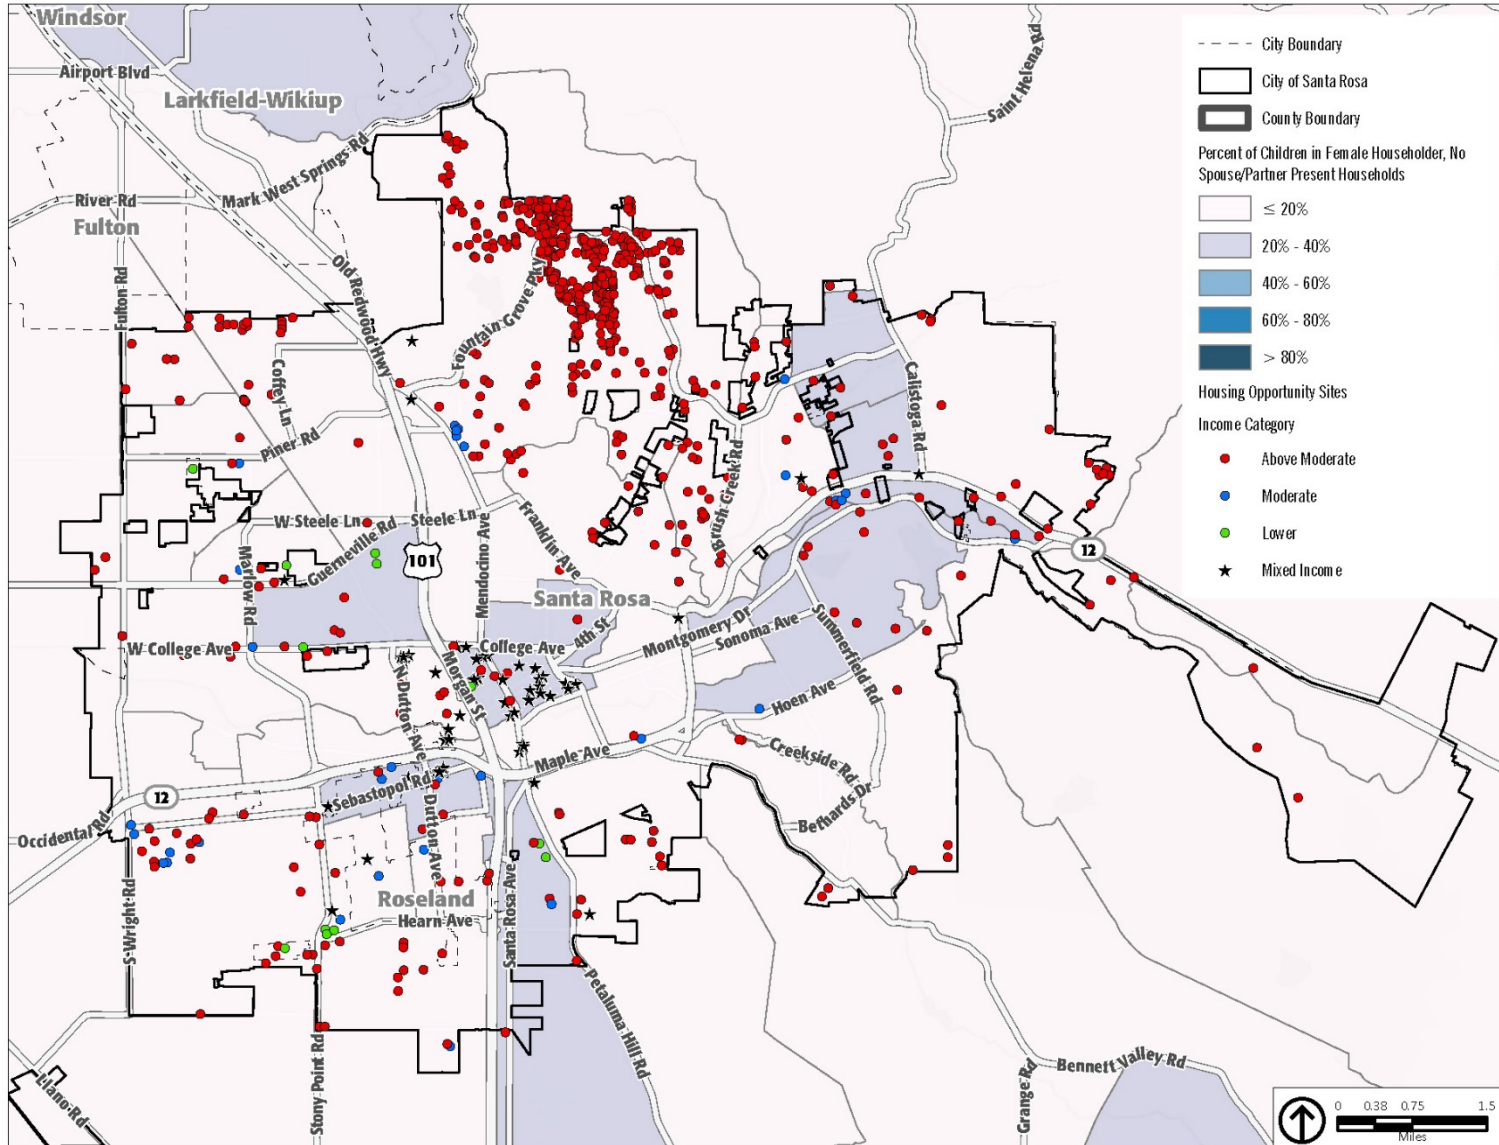 Windsor
Airport Blvd
Larkfield-Wikiup
Saint Helena Rd
Mark West Springs Rd
River Rd
Fulton
Fulton Rd
Old Redwood Hwy
Fountain Grove Pky
Coffey Ln
Piner Rd
Calistoga Rd
Brush Creek Rd
W Steele Ln
Steele Ln
Guerneville Rd
Franklin Ave
Mendocino Ave
101
Marlow Rd
12
Santa Rosa
W College Ave
College Ave
4th St
Montgomery Dr
Sonoma Ave
Summerfield Rd
N Dutton Ave
Morgan St
Hoen Ave
Maple Ave
Creekside Rd
Bethards Dr
12
Sebastopol Rd
Dutton Ave
Occidental Rd
Roseland
Hearn Ave
S Wright Rd
Santa Rosa Ave
Petaluma Hill Rd
Stony Point Rd
Llano Rd
Grange Rd
Bennett Valley Rd
City Boundary
City of Santa Rosa
County Boundary
Percent of Children in Female Householder, No
Spouse/Partner Present Households
≤ 20%
20% - 40%
40% - 60%
60% - 80%
> 80%
Housing Opportunity Sites
Income Category
Above Moderate
Moderate
Lower
Mixed Income
0 0.38 0.75 1.5
Miles